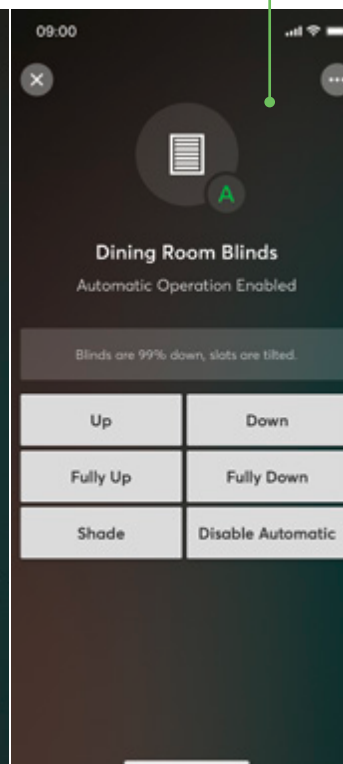 09:00
A
Dining Room Blinds
Automatic Operation Enabled
Blinds are 99% down, slats are tilted.
Up
Down
Fully Up
Fully Down
Shade
Disable Automatic